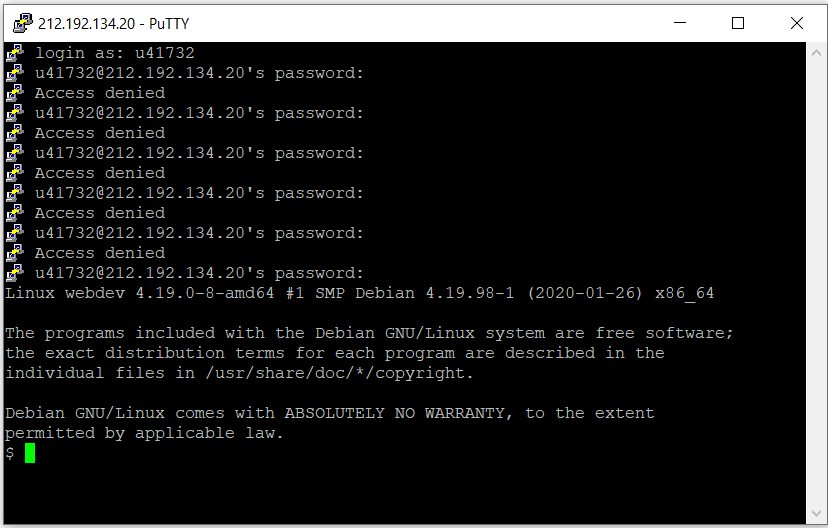 212.192.134.20 - PuTTY
login as: u41732
u41732@212.192.134.20's password:
Access denied
u41732@212.192.134.20's password:
Access denied
u41732@212.192.134.20's password:
Access denied
u41732@212.192.134.20's password:
Access denied
u41732@212.192.134.20's password:
Access denied
u41732@212.192.134.20's password:
Linux webdev 4.19.0-8-amd64 #1 SMP Debian 4.19.98-1 (2020-01-26) x86_64

The programs included with the Debian GNU/Linux system are free software;
the exact distribution terms for each program are described in the
individual files in /usr/share/doc/*/copyright.

Debian GNU/Linux comes with ABSOLUTELY NO WARRANTY, to the extent
permitted by applicable law.
$